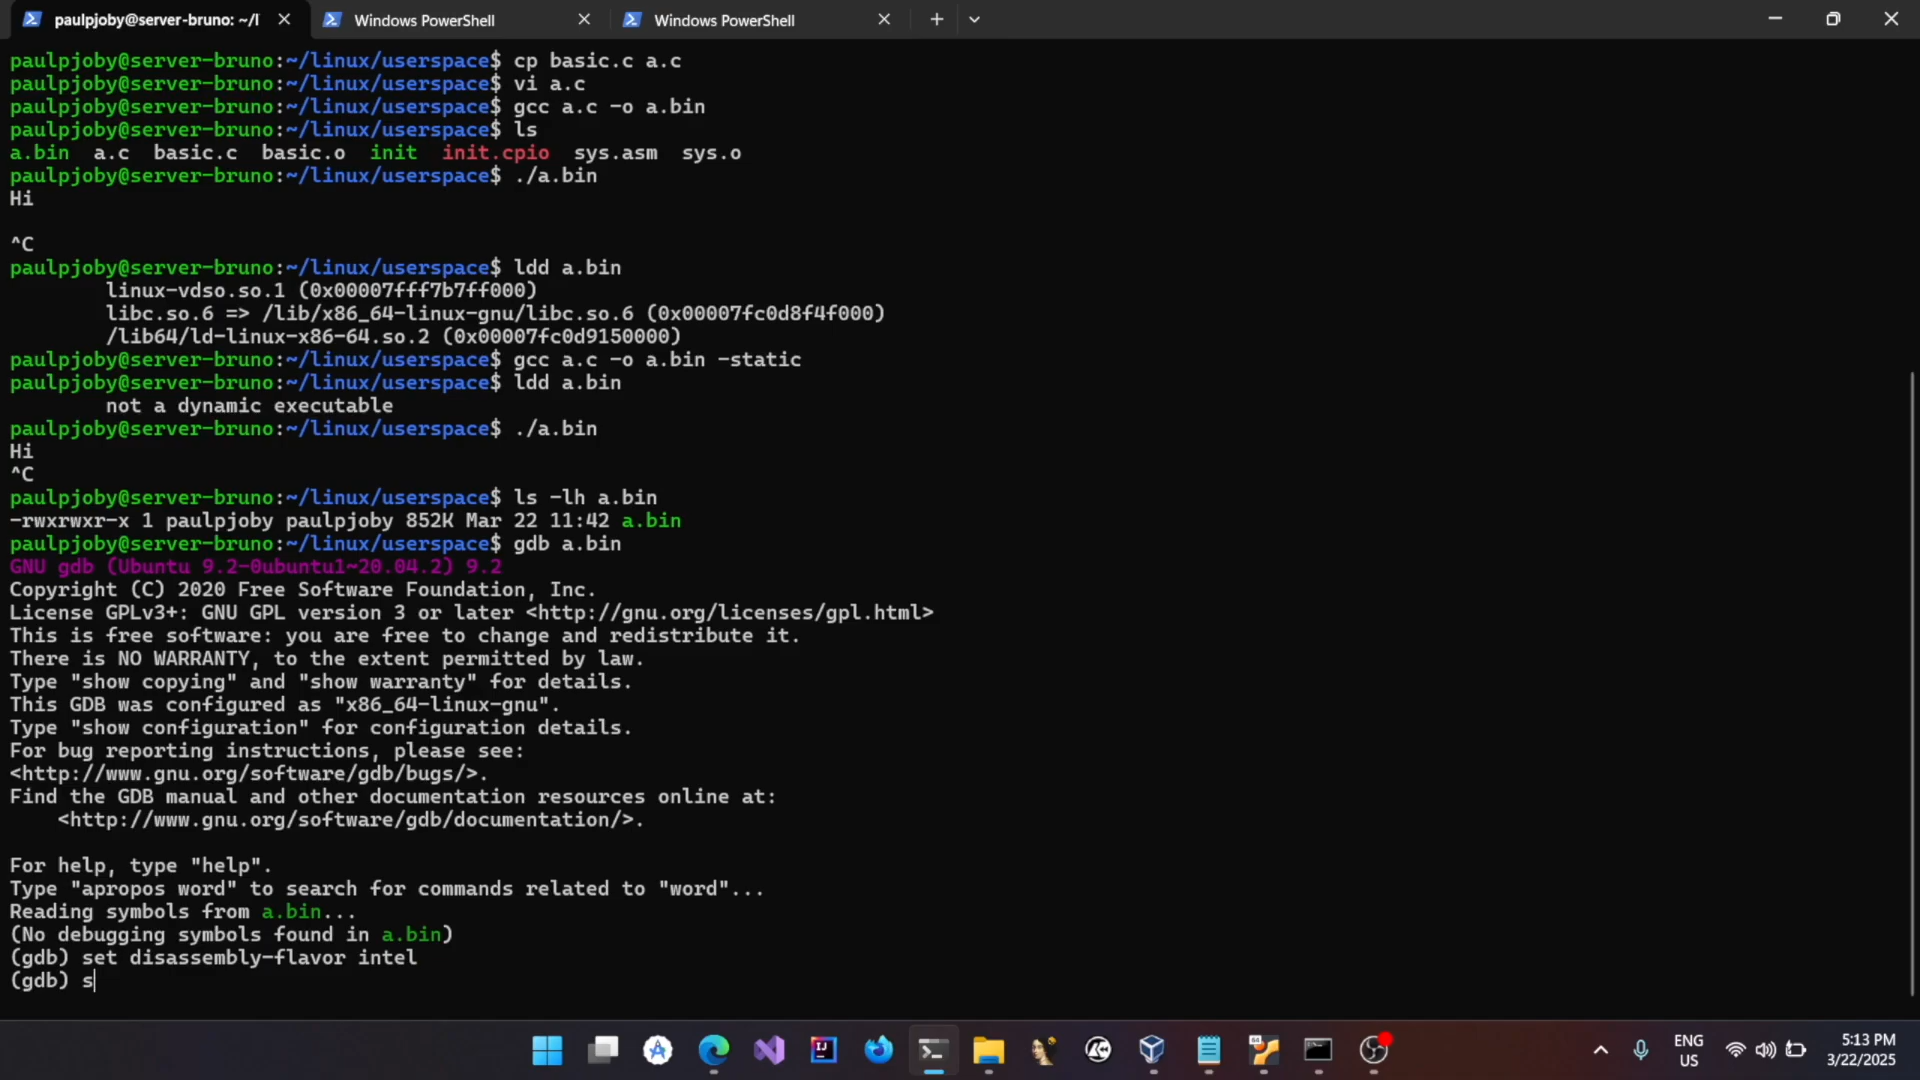 paulpjoby@server-bruno: ~/l
Windows PowerShell
Windows PowerShell
paulpjoby@server-bruno:~/linux/userspace$ cp basic.c a.c
paulpjoby@server-bruno:~/linux/userspace$ vi a.c
paulpjoby@server-bruno:~/linux/userspace$ gcc a.c -o a.bin
paulpjoby@server-bruno:~/linux/userspace$ ls
a.bin  a.c  basic.c  basic.o  init  init.cpio  sys.asm  sys.o
paulpjoby@server-bruno:~/linux/userspace$ ./a.bin
Hi
^C
paulpjoby@server-bruno:~/linux/userspace$ ldd a.bin
        linux-vdso.so.1 (0x00007fff7b7ff000)
        libc.so.6 => /lib/x86_64-linux-gnu/libc.so.6 (0x00007fc0d8f4f000)
        /lib64/ld-linux-x86-64.so.2 (0x00007fc0d9150000)
paulpjoby@server-bruno:~/linux/userspace$ gcc a.c -o a.bin -static
paulpjoby@server-bruno:~/linux/userspace$ ldd a.bin
        not a dynamic executable
paulpjoby@server-bruno:~/linux/userspace$ ./a.bin
Hi
^C
paulpjoby@server-bruno:~/linux/userspace$ ls -lh a.bin
-rwxrwxr-x 1 paulpjoby paulpjoby 852K Mar 22 11:42 a.bin
paulpjoby@server-bruno:~/linux/userspace$ gdb a.bin
GNU gdb (Ubuntu 9.2-0ubuntu1~20.04.2) 9.2
Copyright (C) 2020 Free Software Foundation, Inc.
License GPLv3+: GNU GPL version 3 or later <http://gnu.org/licenses/gpl.html>
This is free software: you are free to change and redistribute it.
There is NO WARRANTY, to the extent permitted by law.
Type "show copying" and "show warranty" for details.
This GDB was configured as "x86_64-linux-gnu".
Type "show configuration" for configuration details.
For bug reporting instructions, please see:
<http://www.gnu.org/software/gdb/bugs/>.
Find the GDB manual and other documentation resources online at:
    <http://www.gnu.org/software/gdb/documentation/>.
For help, type "help".
Type "apropos word" to search for commands related to "word"...
Reading symbols from a.bin...
(No debugging symbols found in a.bin)
(gdb) set disassembly-flavor intel
(gdb) s
ENG
US
5:13 PM
3/22/2025